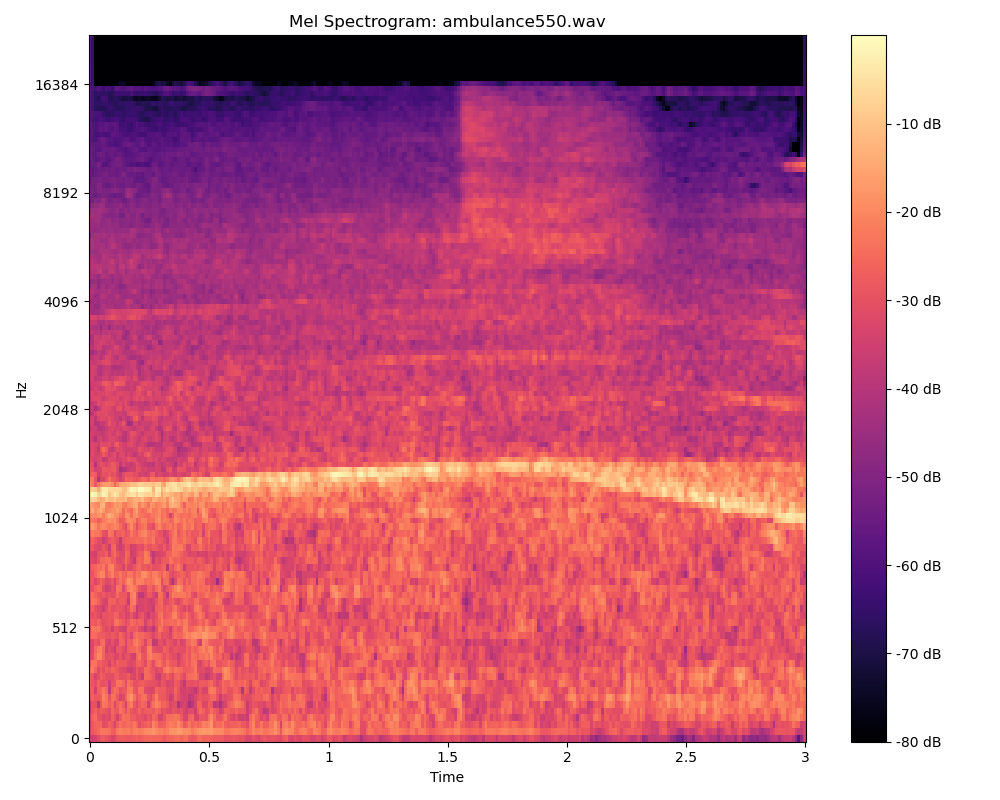 Mel Spectrogram: ambulance550.wav
16384
8192
4096
2048
1024
512
0
Hz
0
0.5
1
1.5
2
2.5
3
Time
-10 dB
-20 dB
-30 dB
-40 dB
-50 dB
-60 dB
-70 dB
-80 dB